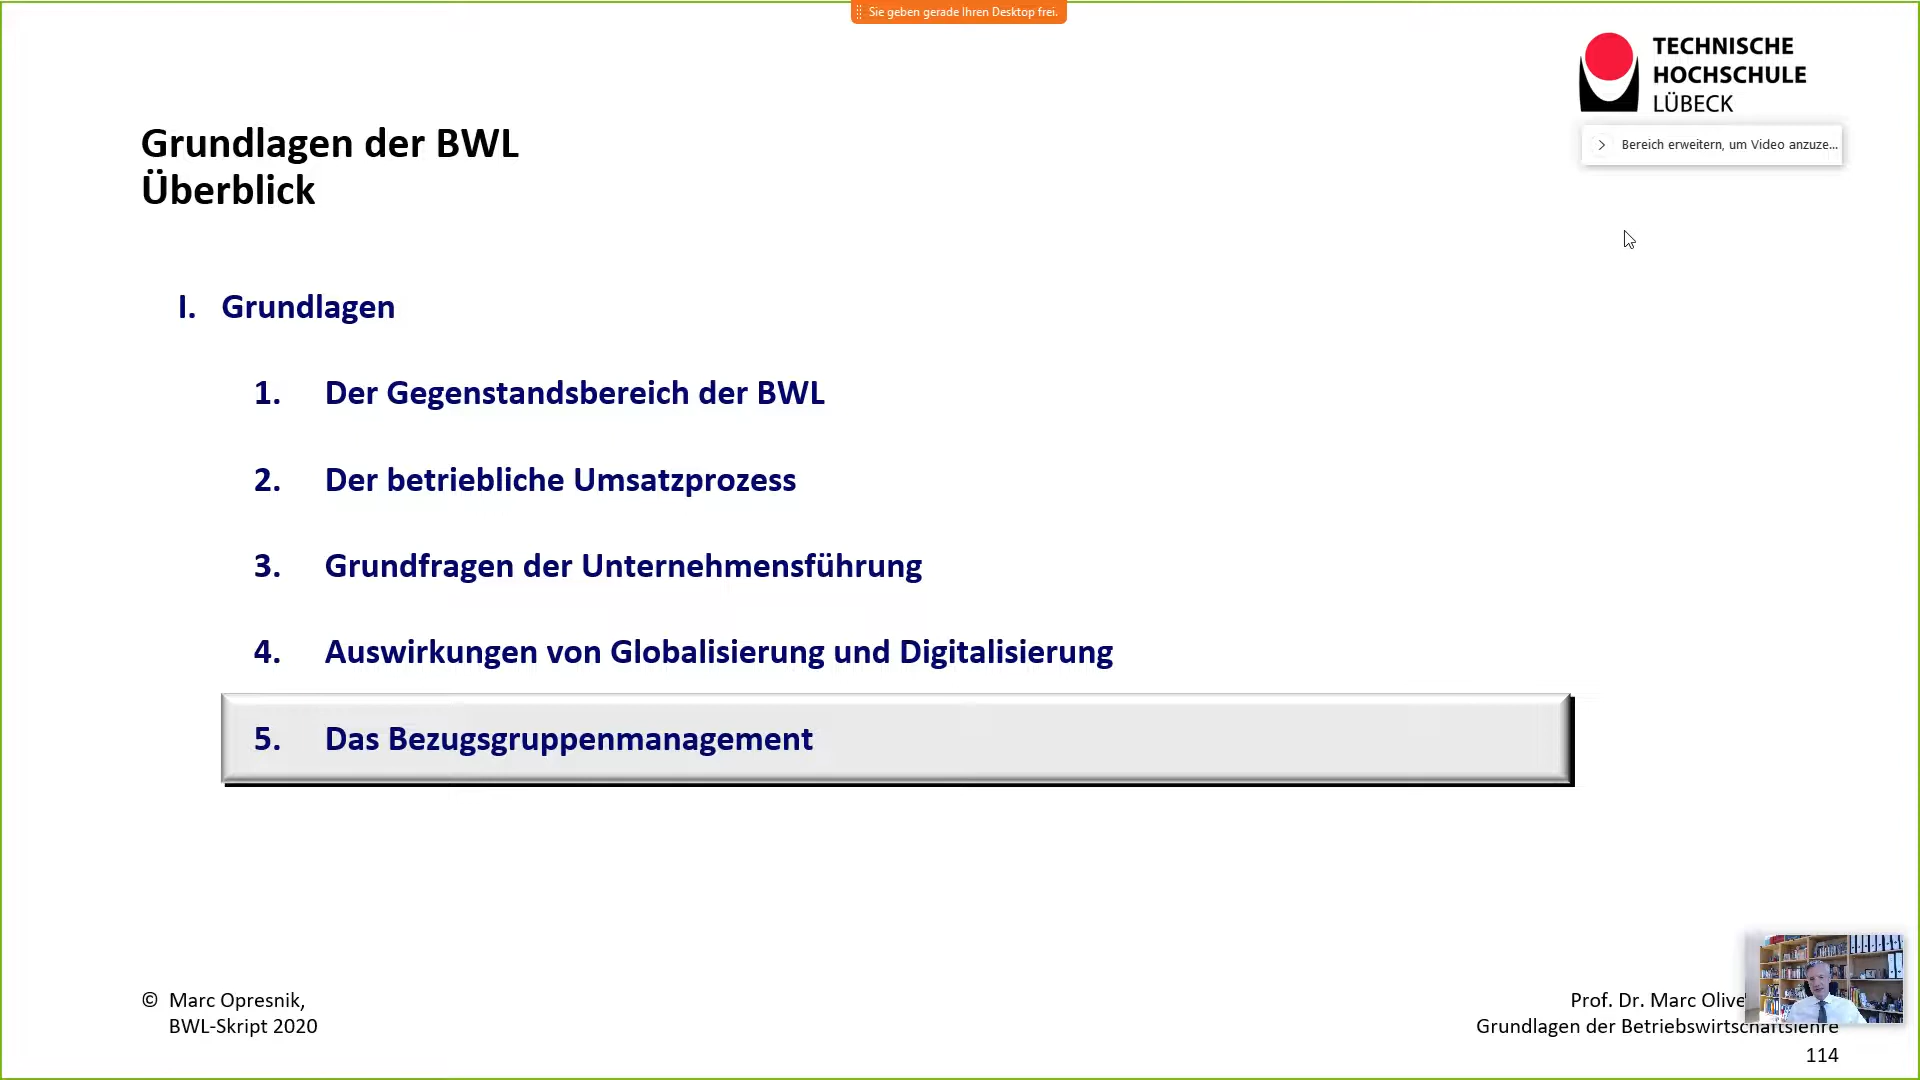 Sie geben gerade Ihren Desktop frei.
TECHNISCHE
HOCHSCHULE
LÜBECK
Bereich erweitern, um Video anzuze...
Grundlagen der BWL
Überblick
I. Grundlagen
1. Der Gegenstandsbereich der BWL
2. Der betriebliche Umsatzprozess
3. Grundfragen der Unternehmensführung
4. Auswirkungen von Globalisierung und Digitalisierung
5. Das Bezugsgruppenmanagement
© Marc Opresnik,
BWL-Skript 2020
Prof. Dr. Marc Olive
Grundlagen der Betriebswirtschaftslehre
114